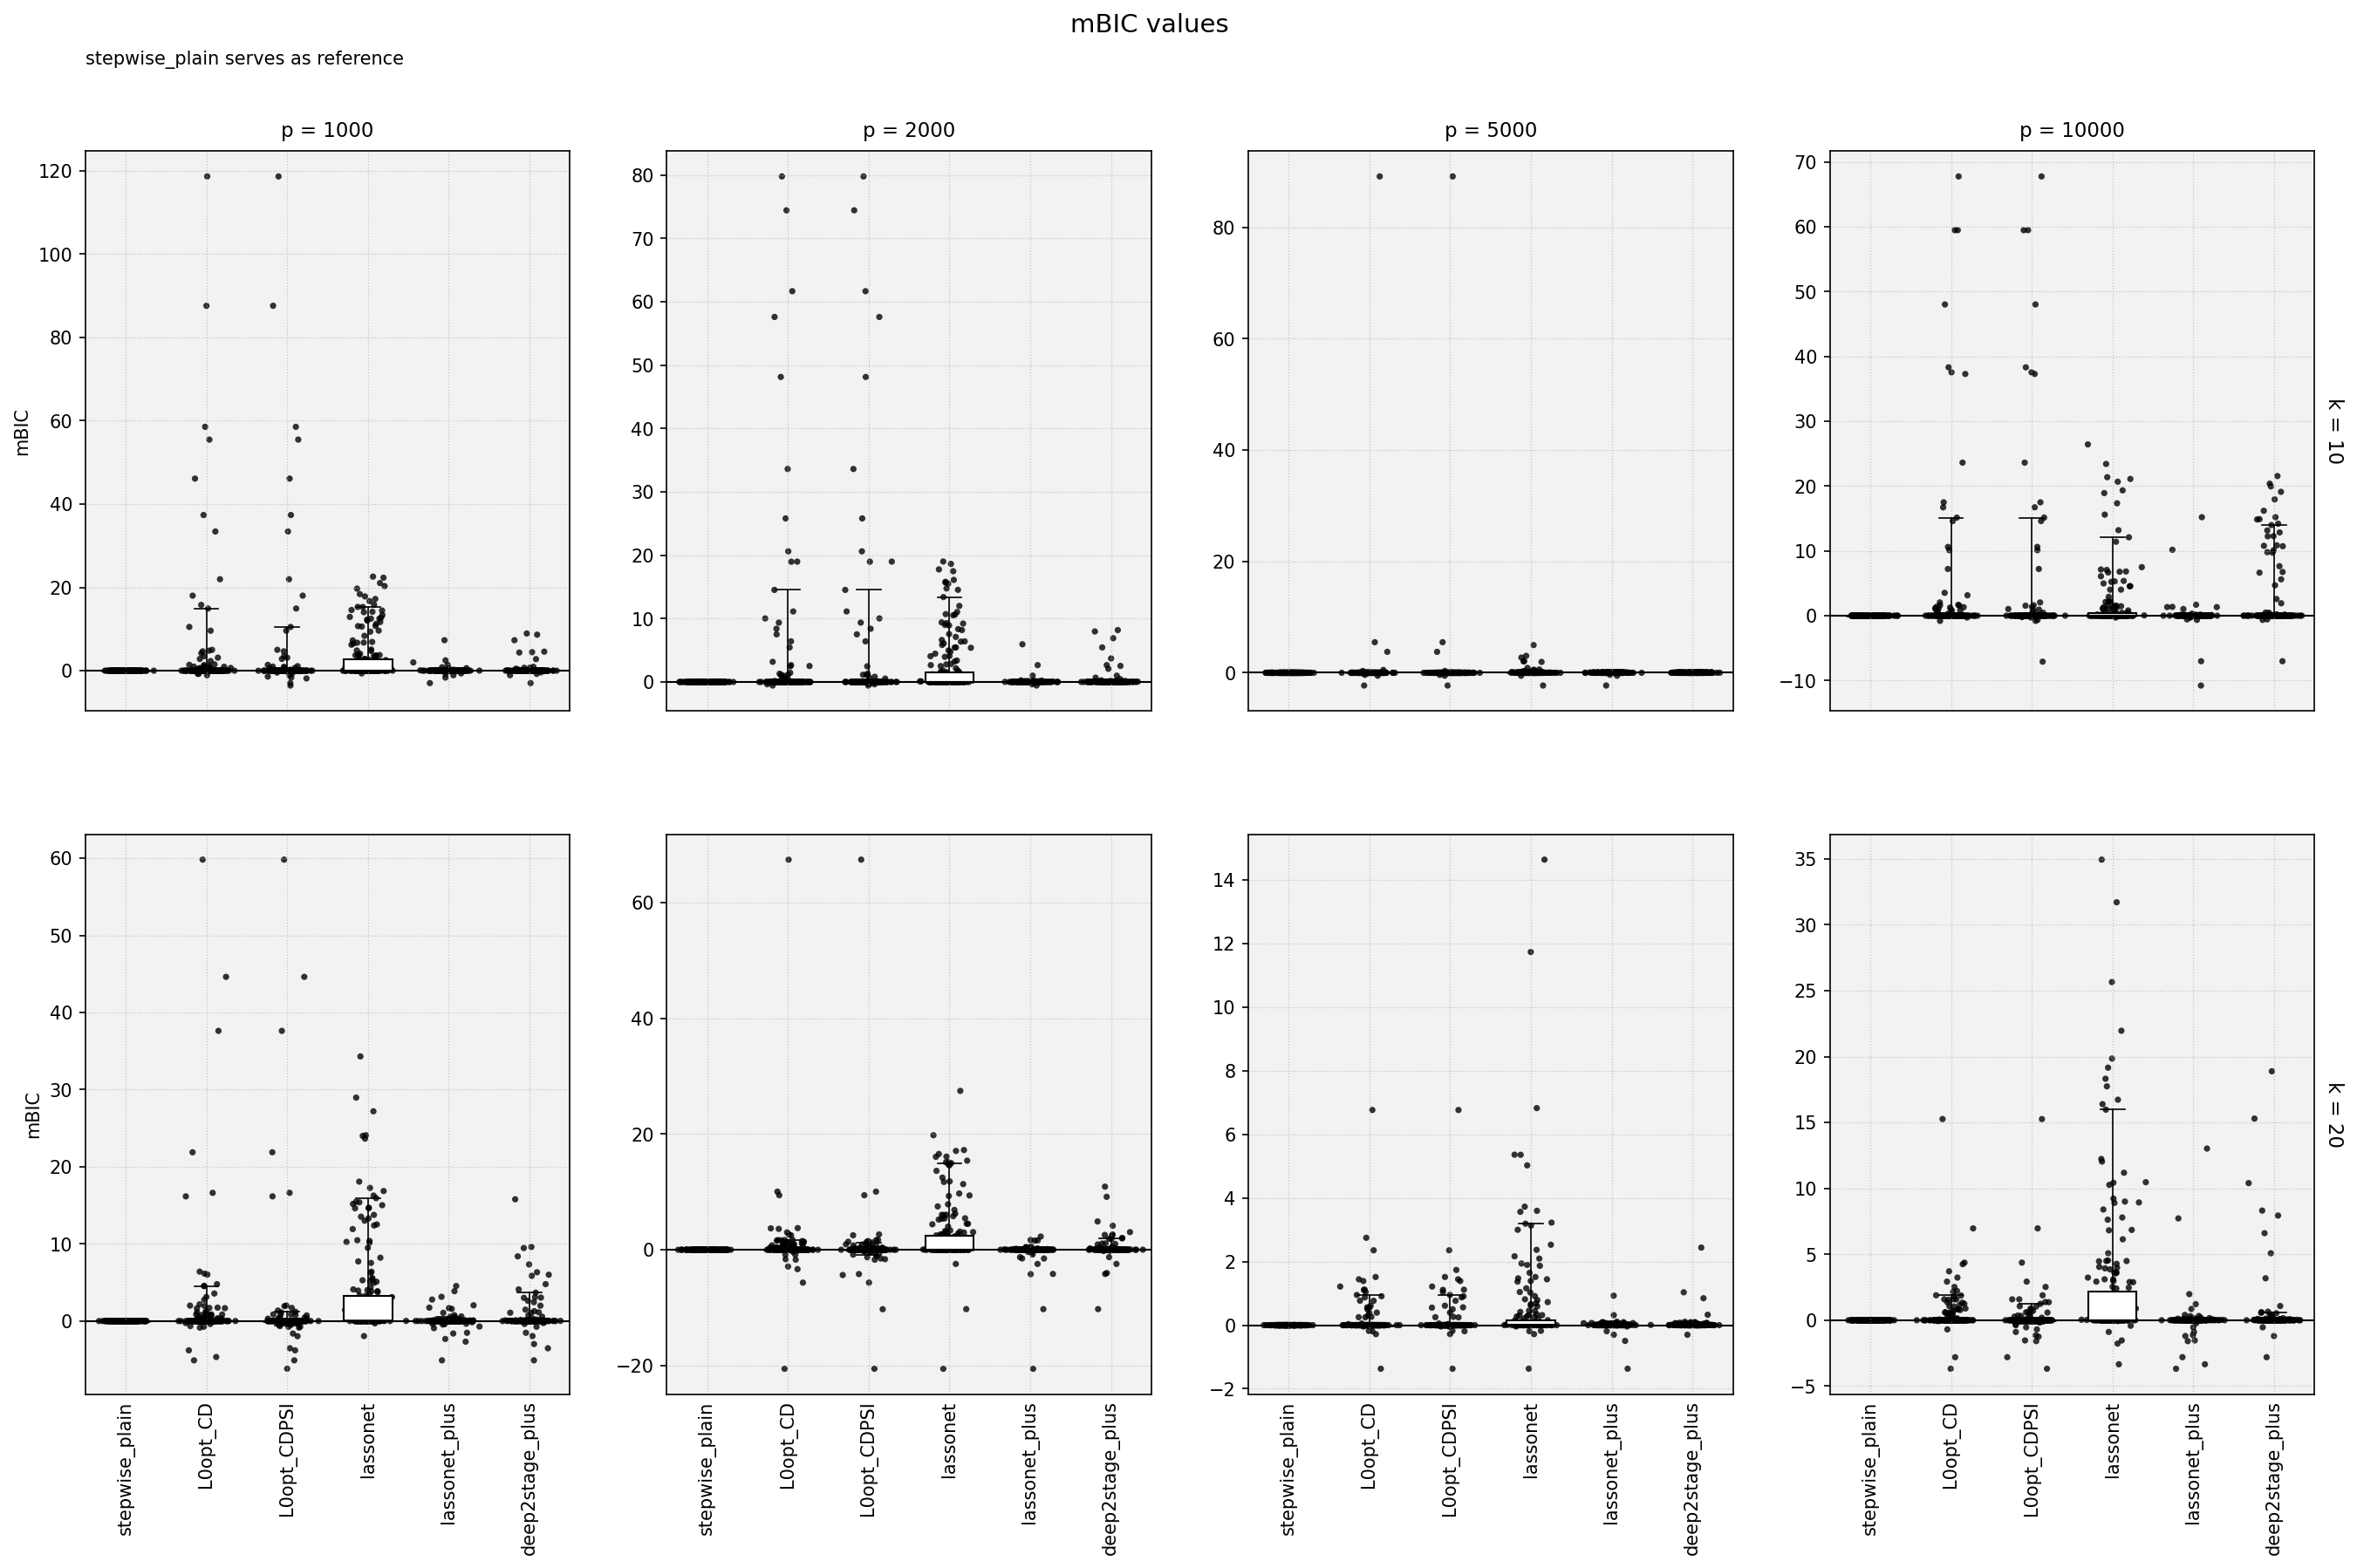 mBIC values
stepwise_plain serves as reference
p = 1000
p = 2000
p = 5000
p = 10000
mBIC
120
100
80
60
40
20
0
80
70
60
50
40
30
20
10
0
80
60
40
20
0
70
60
50
40
30
20
10
0
−10
k = 10
mBIC
60
50
40
30
20
10
0
60
40
20
0
−20
14
12
10
8
6
4
2
0
−2
35
30
25
20
15
10
5
0
−5
k = 20
stepwise_plain
L0opt_CD
L0opt_CDPSI
lassonet
lassonet_plus
deep2stage_plus
stepwise_plain
L0opt_CD
L0opt_CDPSI
lassonet
lassonet_plus
deep2stage_plus
stepwise_plain
L0opt_CD
L0opt_CDPSI
lassonet
lassonet_plus
deep2stage_plus
stepwise_plain
L0opt_CD
L0opt_CDPSI
lassonet
lassonet_plus
deep2stage_plus